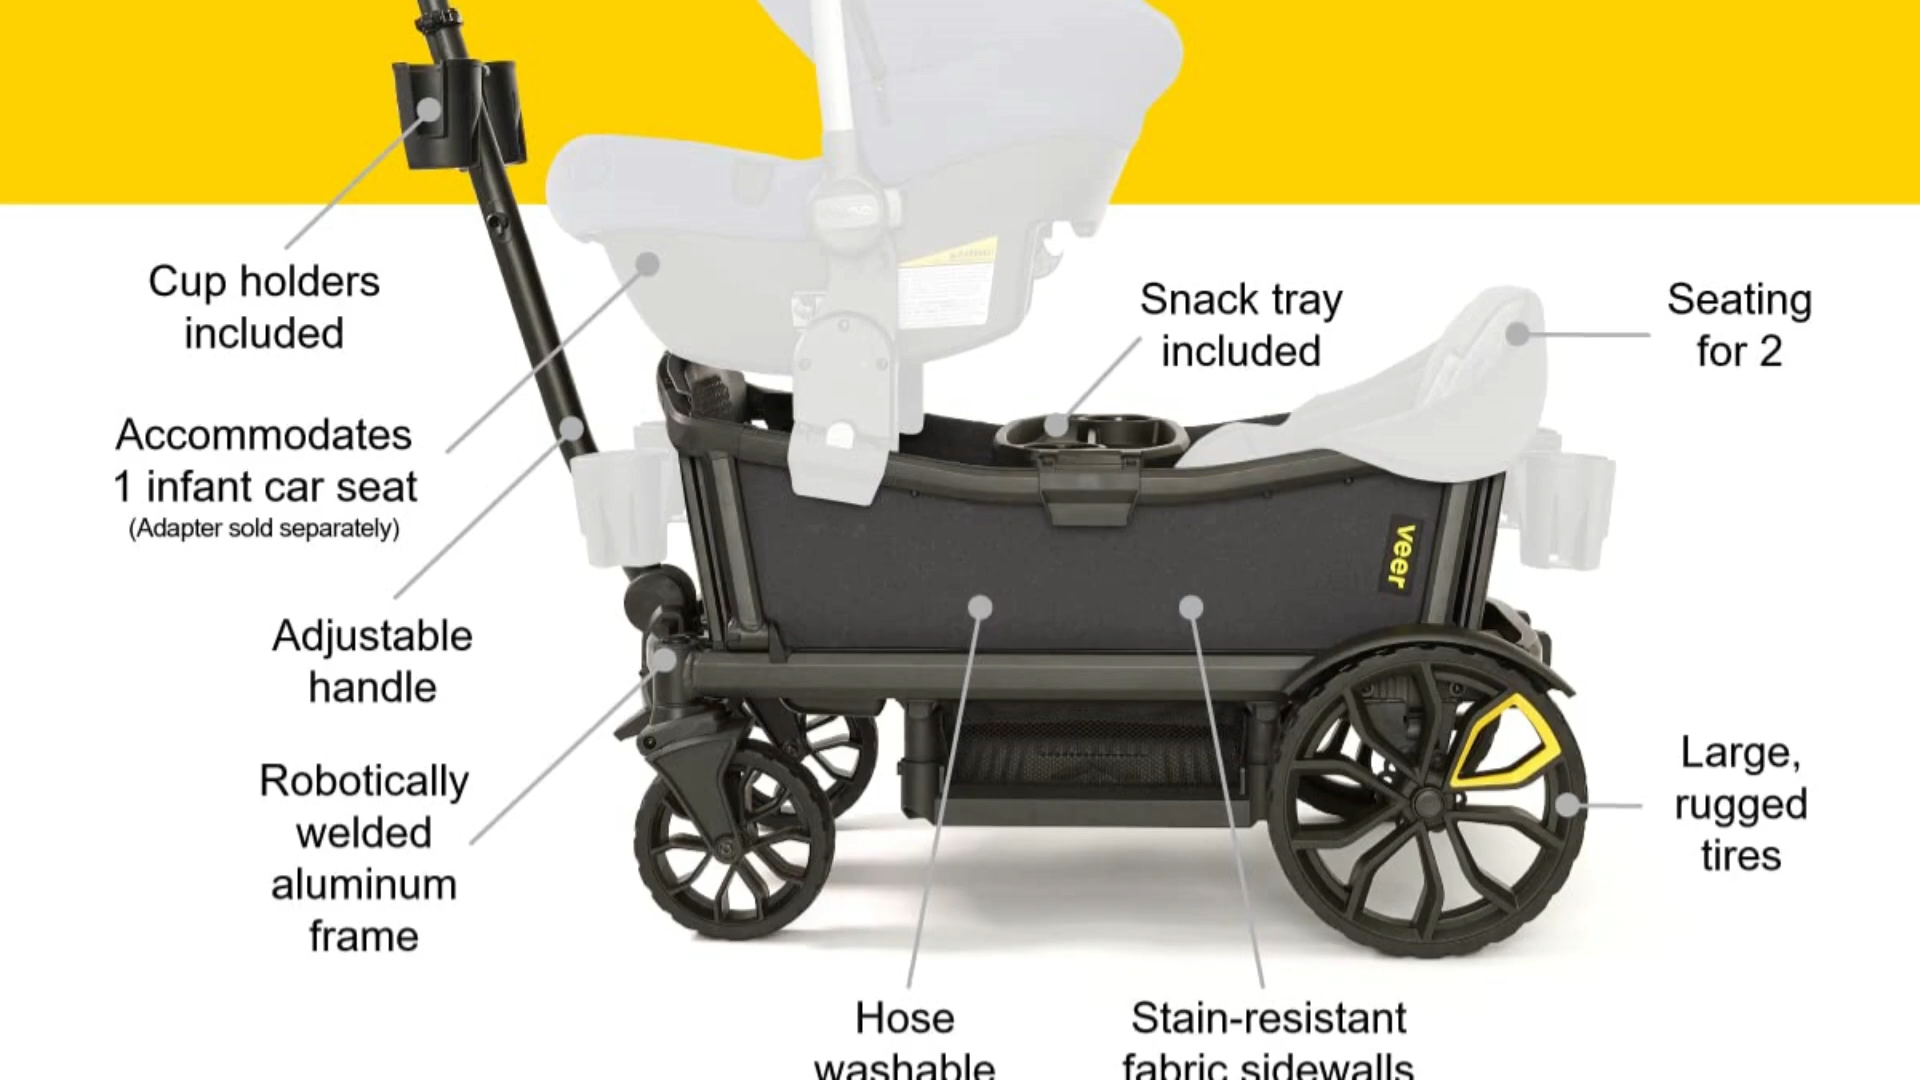 Cup holders
included
Accommodates
1 infant car seat
(Adapter sold separately)
Adjustable
handle
Robotically
welded
aluminum
frame
Snack tray
included
Seating
for 2
veer
Large,
rugged
tires
Hose
washable
Stain-resistant
fabric sidewalls